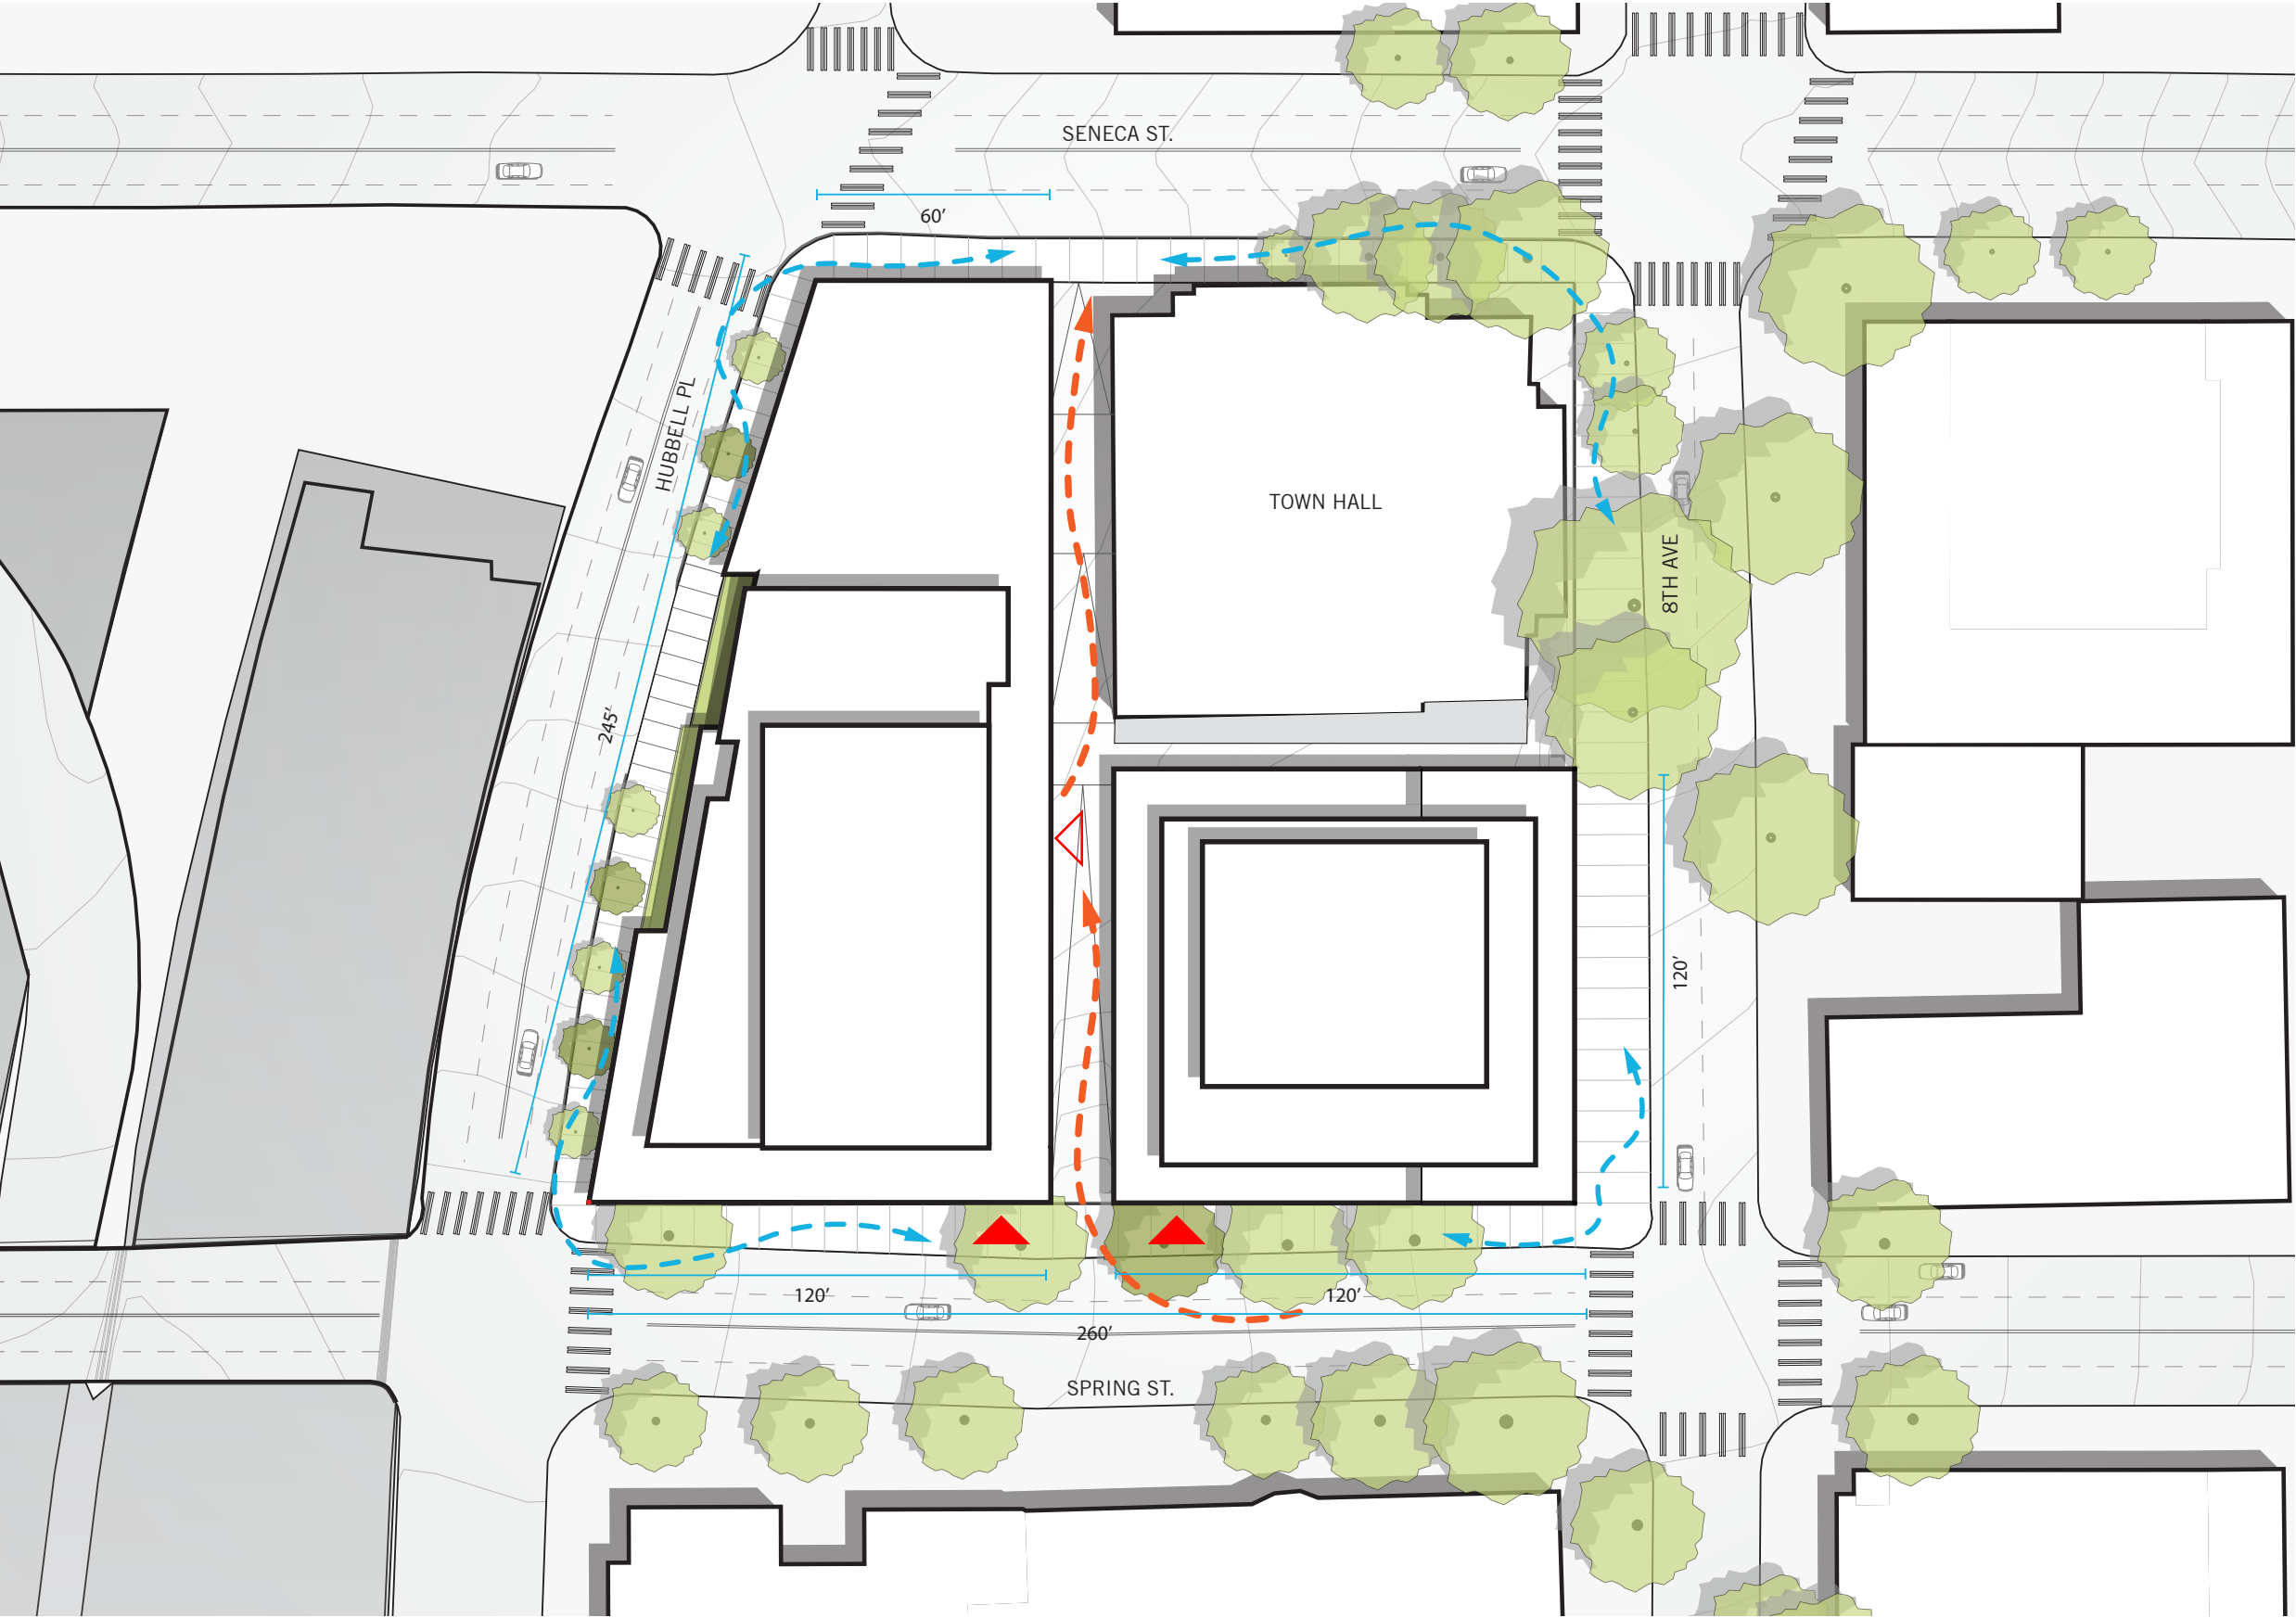 SENECA ST.
60’
HUBBELL PL
TOWN HALL
8TH AVE
245’
120’
120’
120’
260’
SPRING ST.